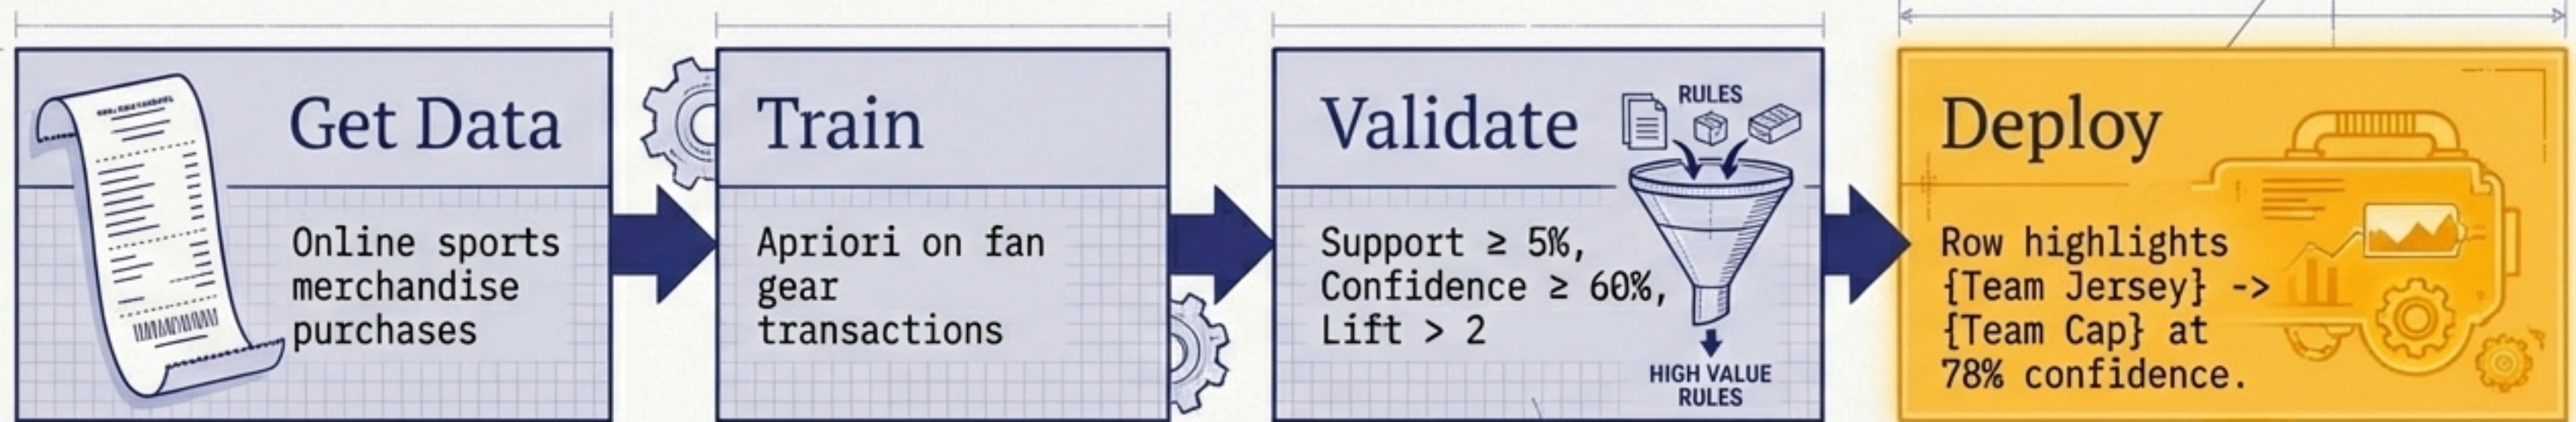 Get Data
Online sports
merchandise
purchases
Train
Apriori on fan
gear
transactions
Validate
RULES
Support ≥ 5%,
Confidence ≥ 60%,
Lift > 2
HIGH VALUE
RULES
Deploy
Row highlights
{Team Jersey} ->
{Team Cap} at
78% confidence.